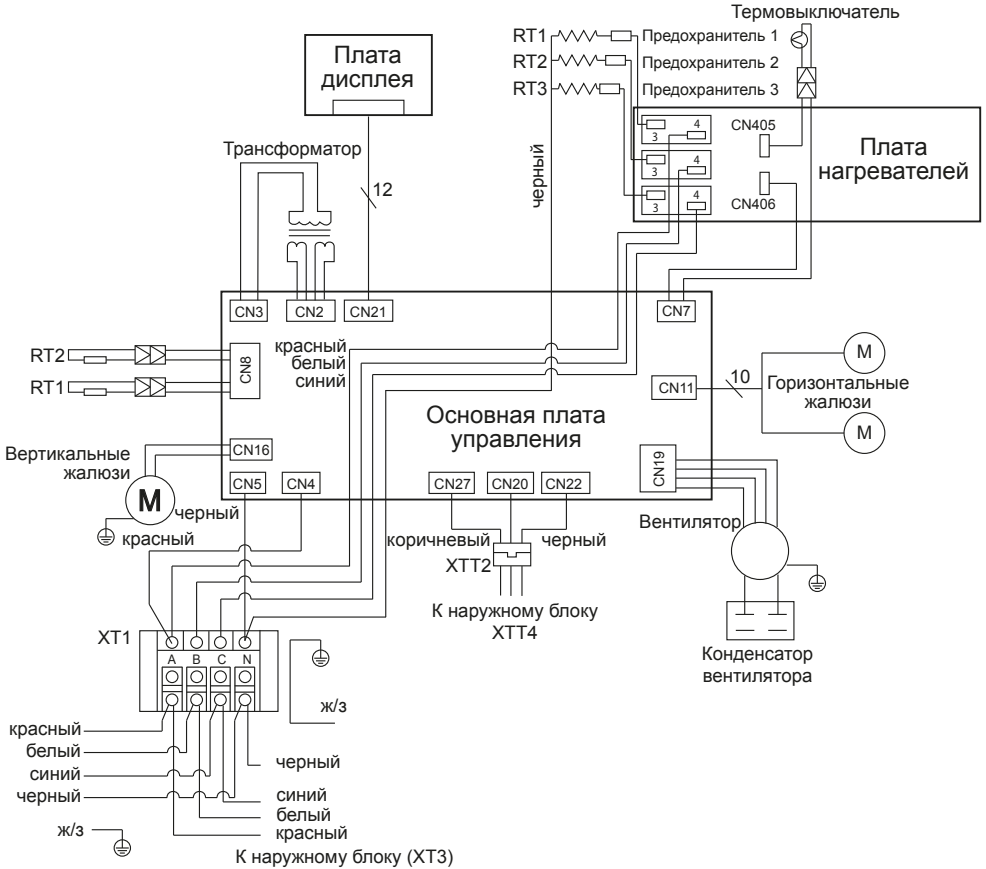 Термовыключатель
RT1
Предохранитель 1
RT2
Предохранитель 2
RT3
Предохранитель 3
Плата
дисплея
Трансформатор
12
черный
3
4
3
4
3
4
CN405
CN406
Плата
нагревателей
CN3
CN2
CN21
CN7
RT2
RT1
CN8
красный
белый
синий
CN11
10
M
M
Горизонтальные
жалюзи
Основная плата
управления
CN16
Вертикальные
жалюзи
M
CN5
CN4
CN27
CN20
CN22
CN19
черный
красный
коричневый
черный
XTT2
Вентилятор
К наружному блоку
XTT4
Конденсатор
вентилятора
XT1
A
B
C
N
ж/з
красный
белый
синий
черный
черный
синий
белый
красный
ж/з
К наружному блоку (XT3)